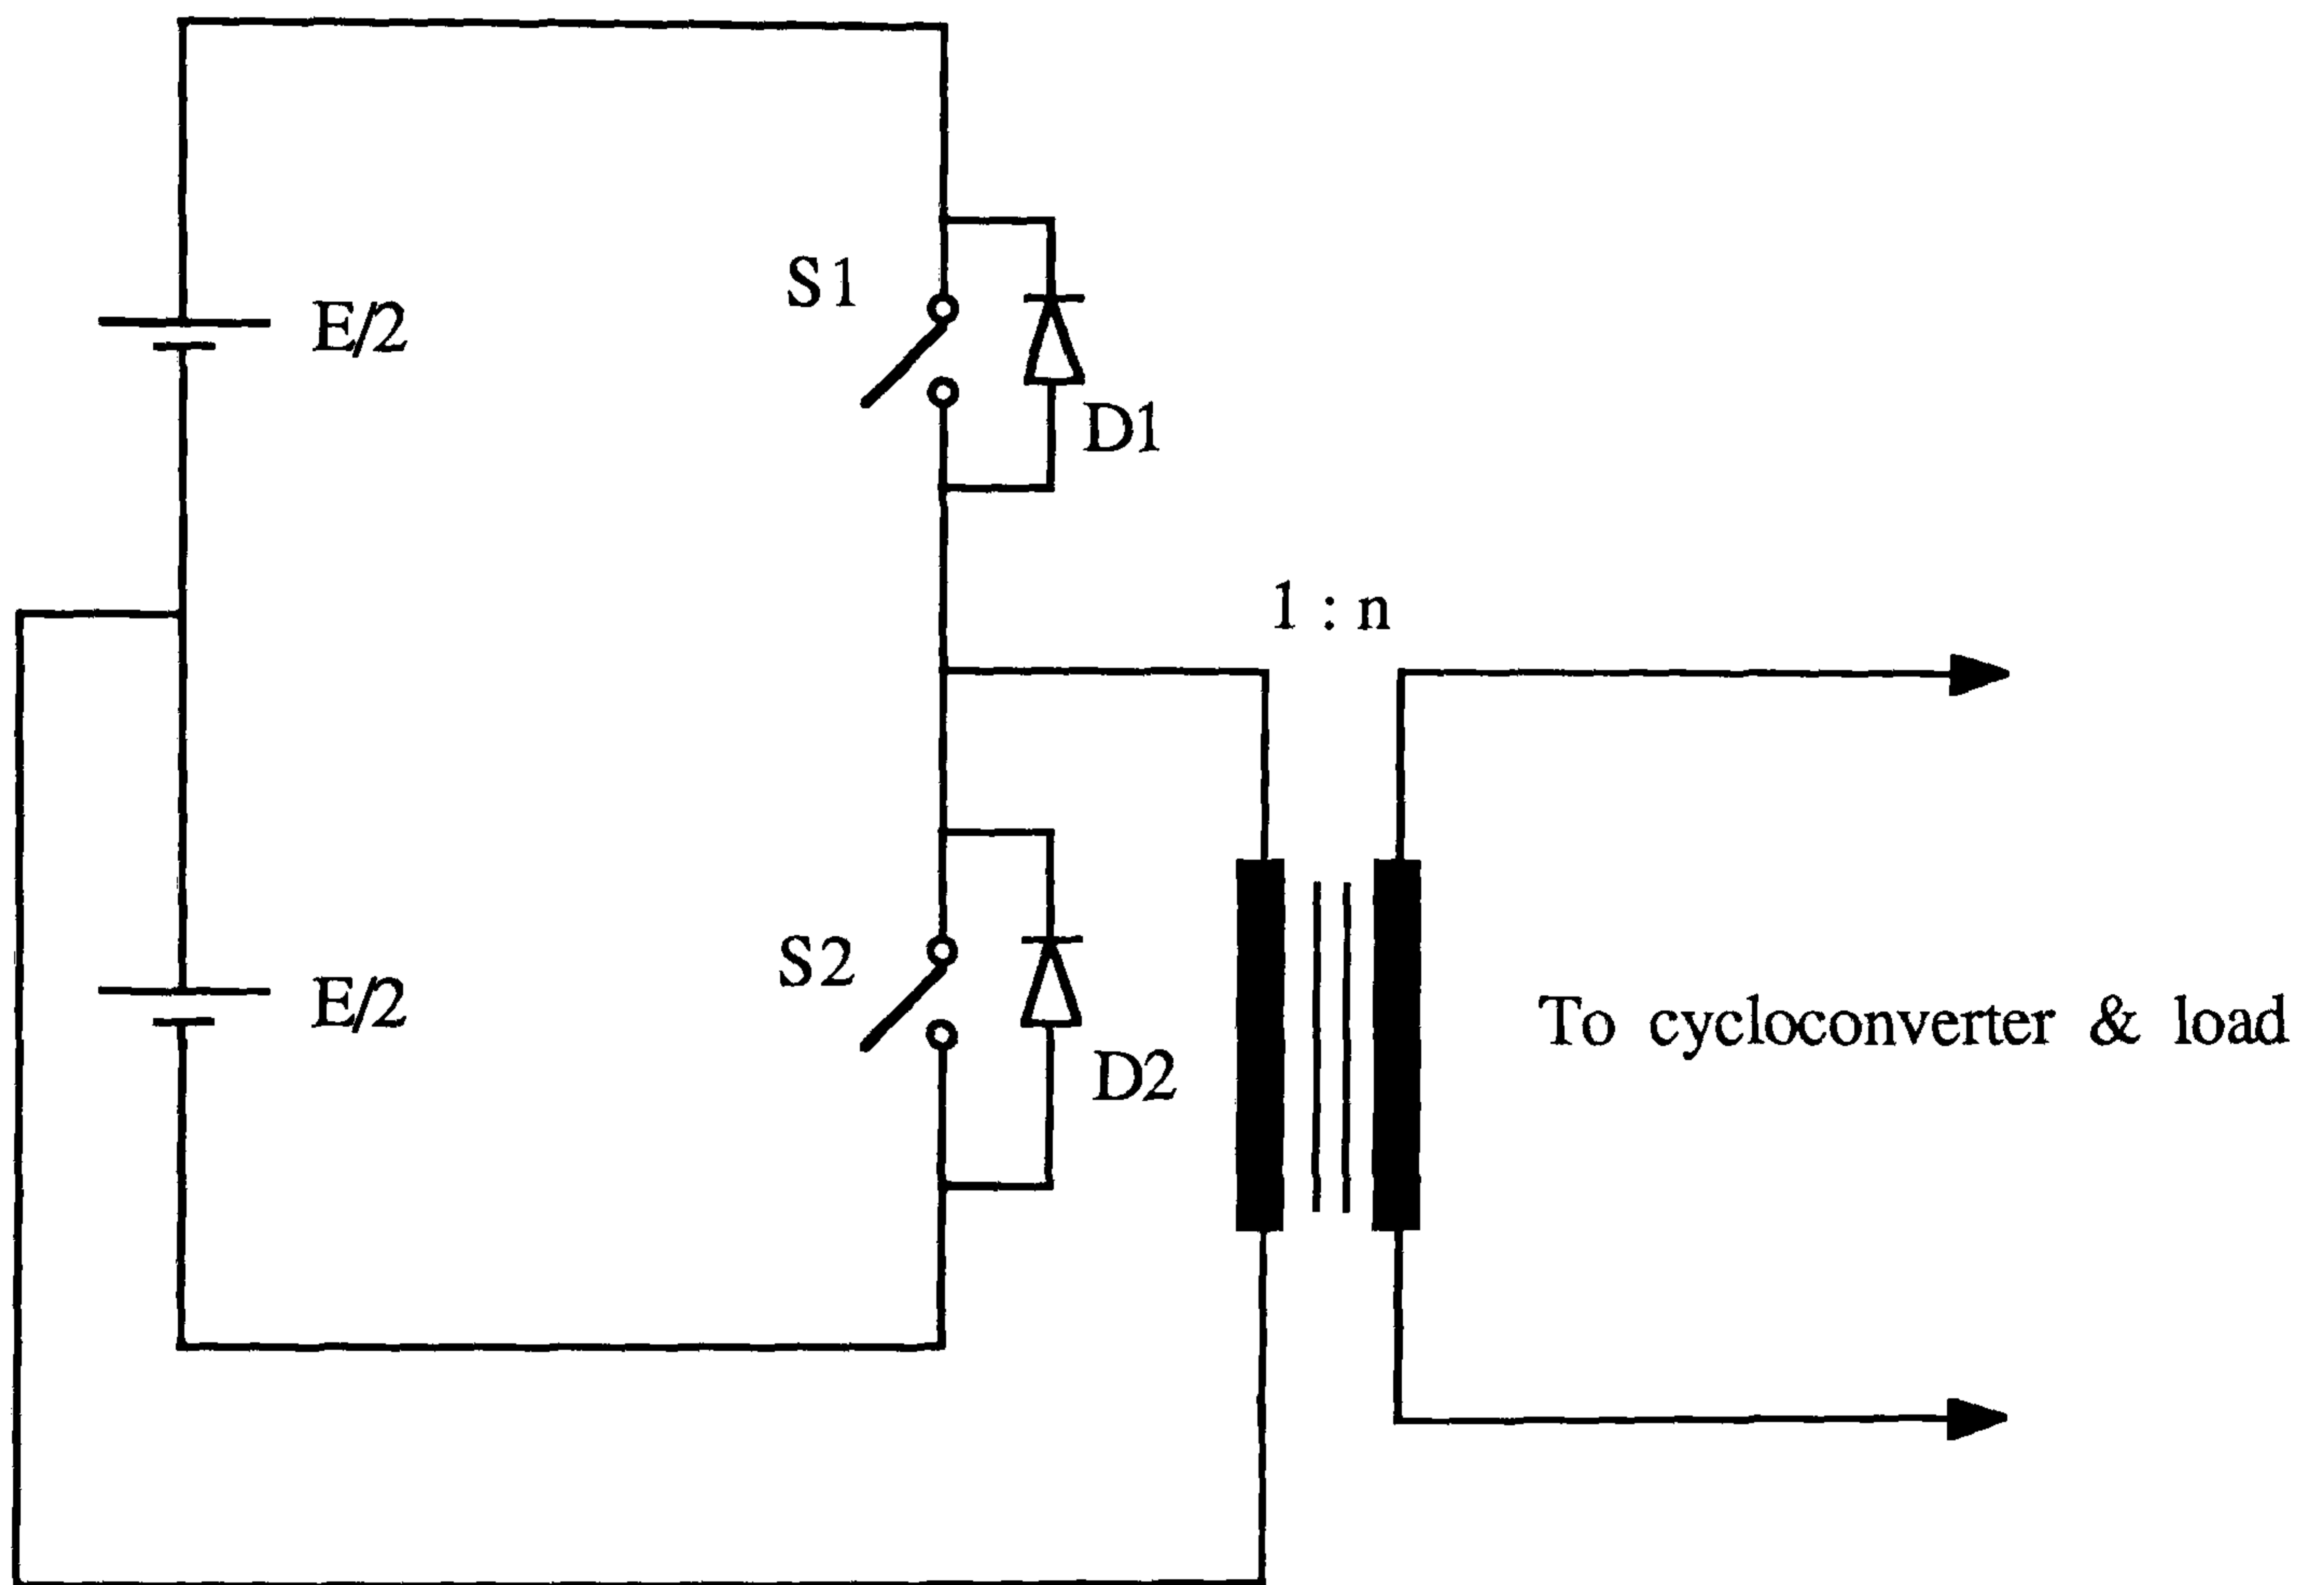 S1
E/2
D1
1 : n
S2
E/2
To cycloconverter & load
D2